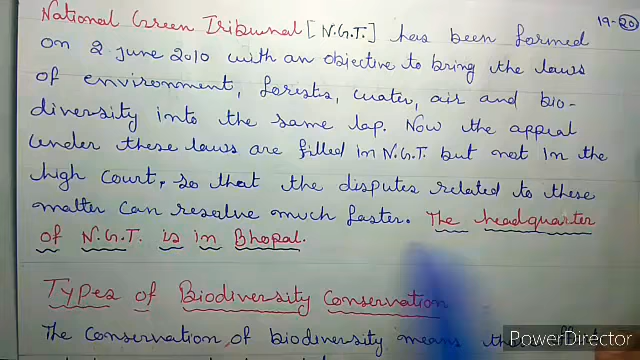 National Green Tribunal [N.G.T.] has been formed 19-20
on 2 June 2010 with an objective to bring the laws
of environment, forests, water, air and bio-
diversity into the same lap. Now the appeal
under these laws are filled in N.G.T. but not in the
high Court, so that the disputes related to these
matter can resolve much faster. The headquarter
of N.G.T. is in Bhopal.
Types of Biodiversity Conservation
The Conservation of biodiversity means
PowerDirector